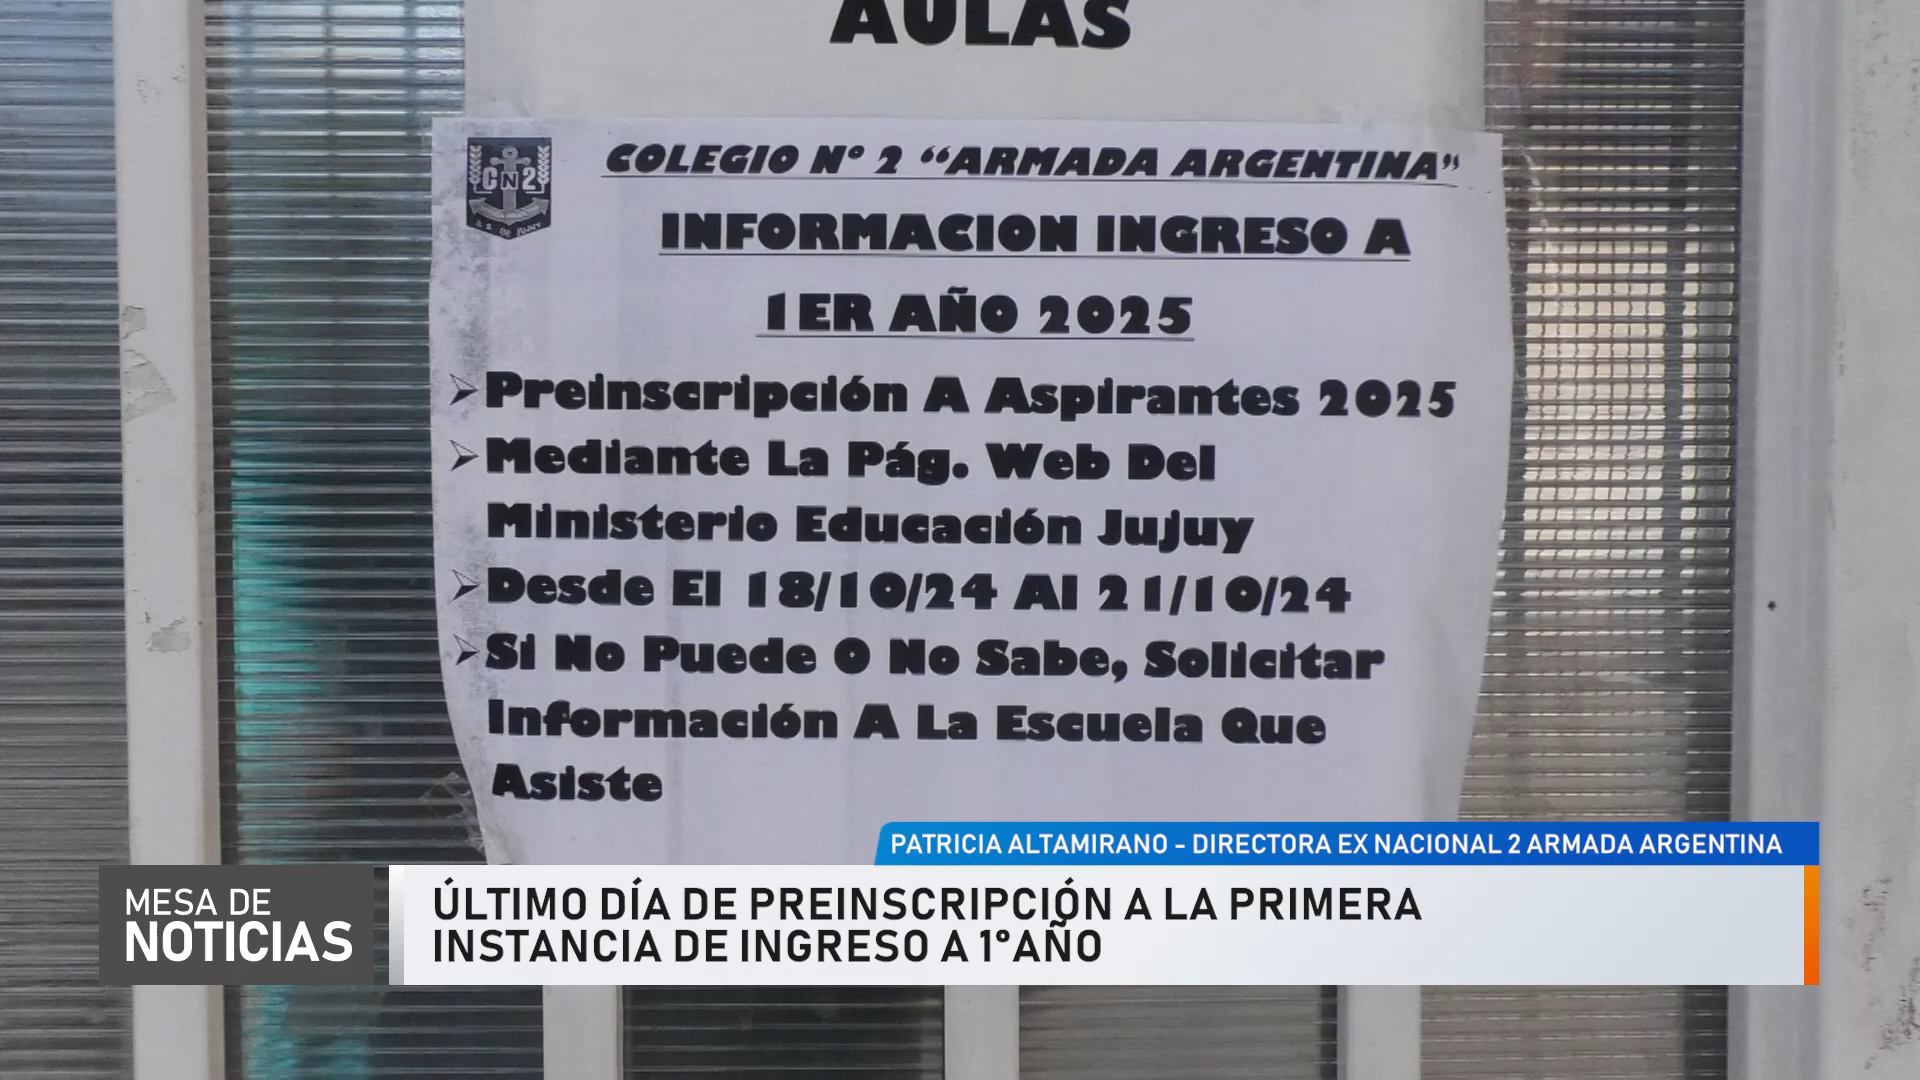 AULAS
COLEGIO Nº 2 “ARMADA ARGENTINA”
CN2
S. S. DE JUJUY
INFORMACION INGRESO A
1ER AÑO 2025
Preinscripción A Aspirantes 2025
Mediante La Pág. Web Del
Ministerio Educación Jujuy
Desde El 18/10/24 Al 21/10/24
Si No Puede O No Sabe, Solicitar
Información A La Escuela Que
Asiste
PATRICIA ALTAMIRANO - DIRECTORA EX NACIONAL 2 ARMADA ARGENTINA
MESA DE
NOTICIAS
ÚLTIMO DÍA DE PREINSCRIPCIÓN A LA PRIMERA
INSTANCIA DE INGRESO A 1°AÑO